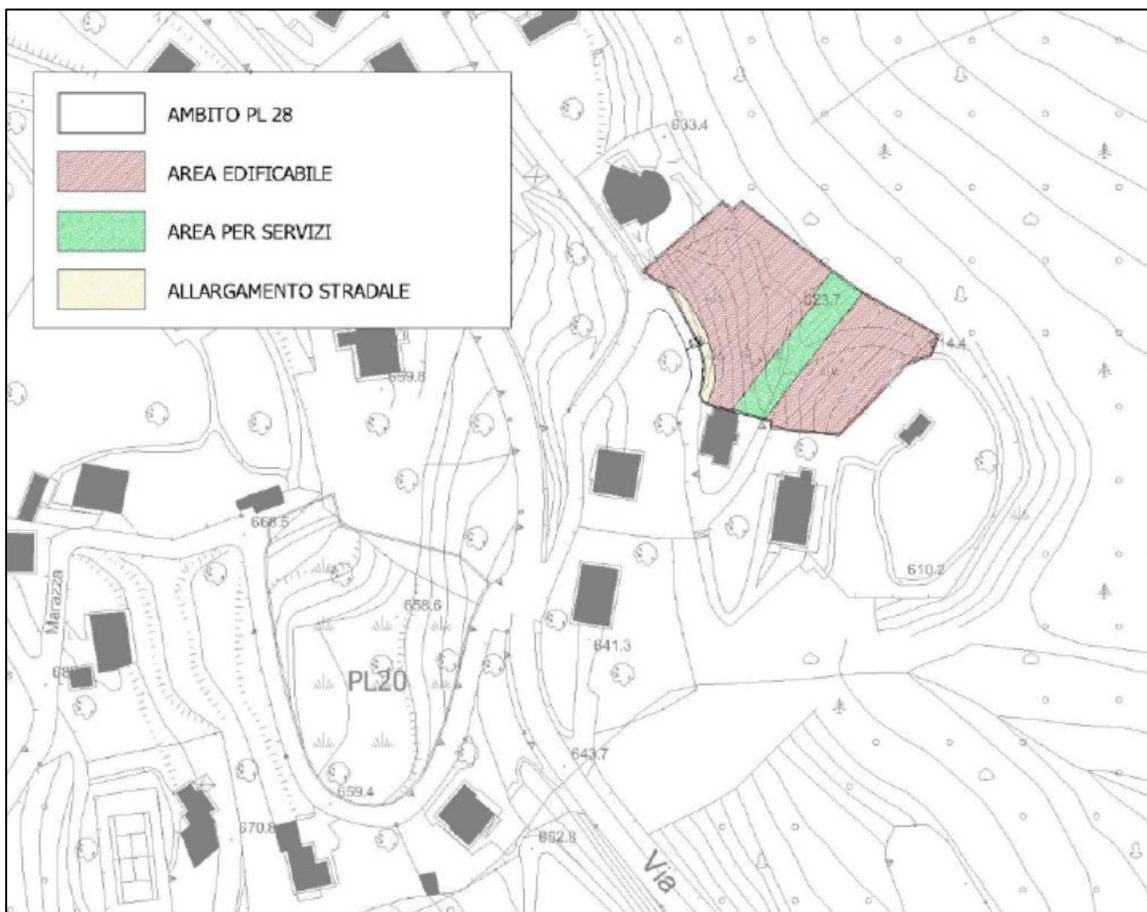 AMBITO PL 28
AREA EDIFICABILE
AREA PER SERVIZI
ALLARGAMENTO STRADALE
633.4
623.7
14.4
659.8
668.5
658.6
610.2
Marazza
641.3
PL20
643.7
659.4
670.8
662.8
Via